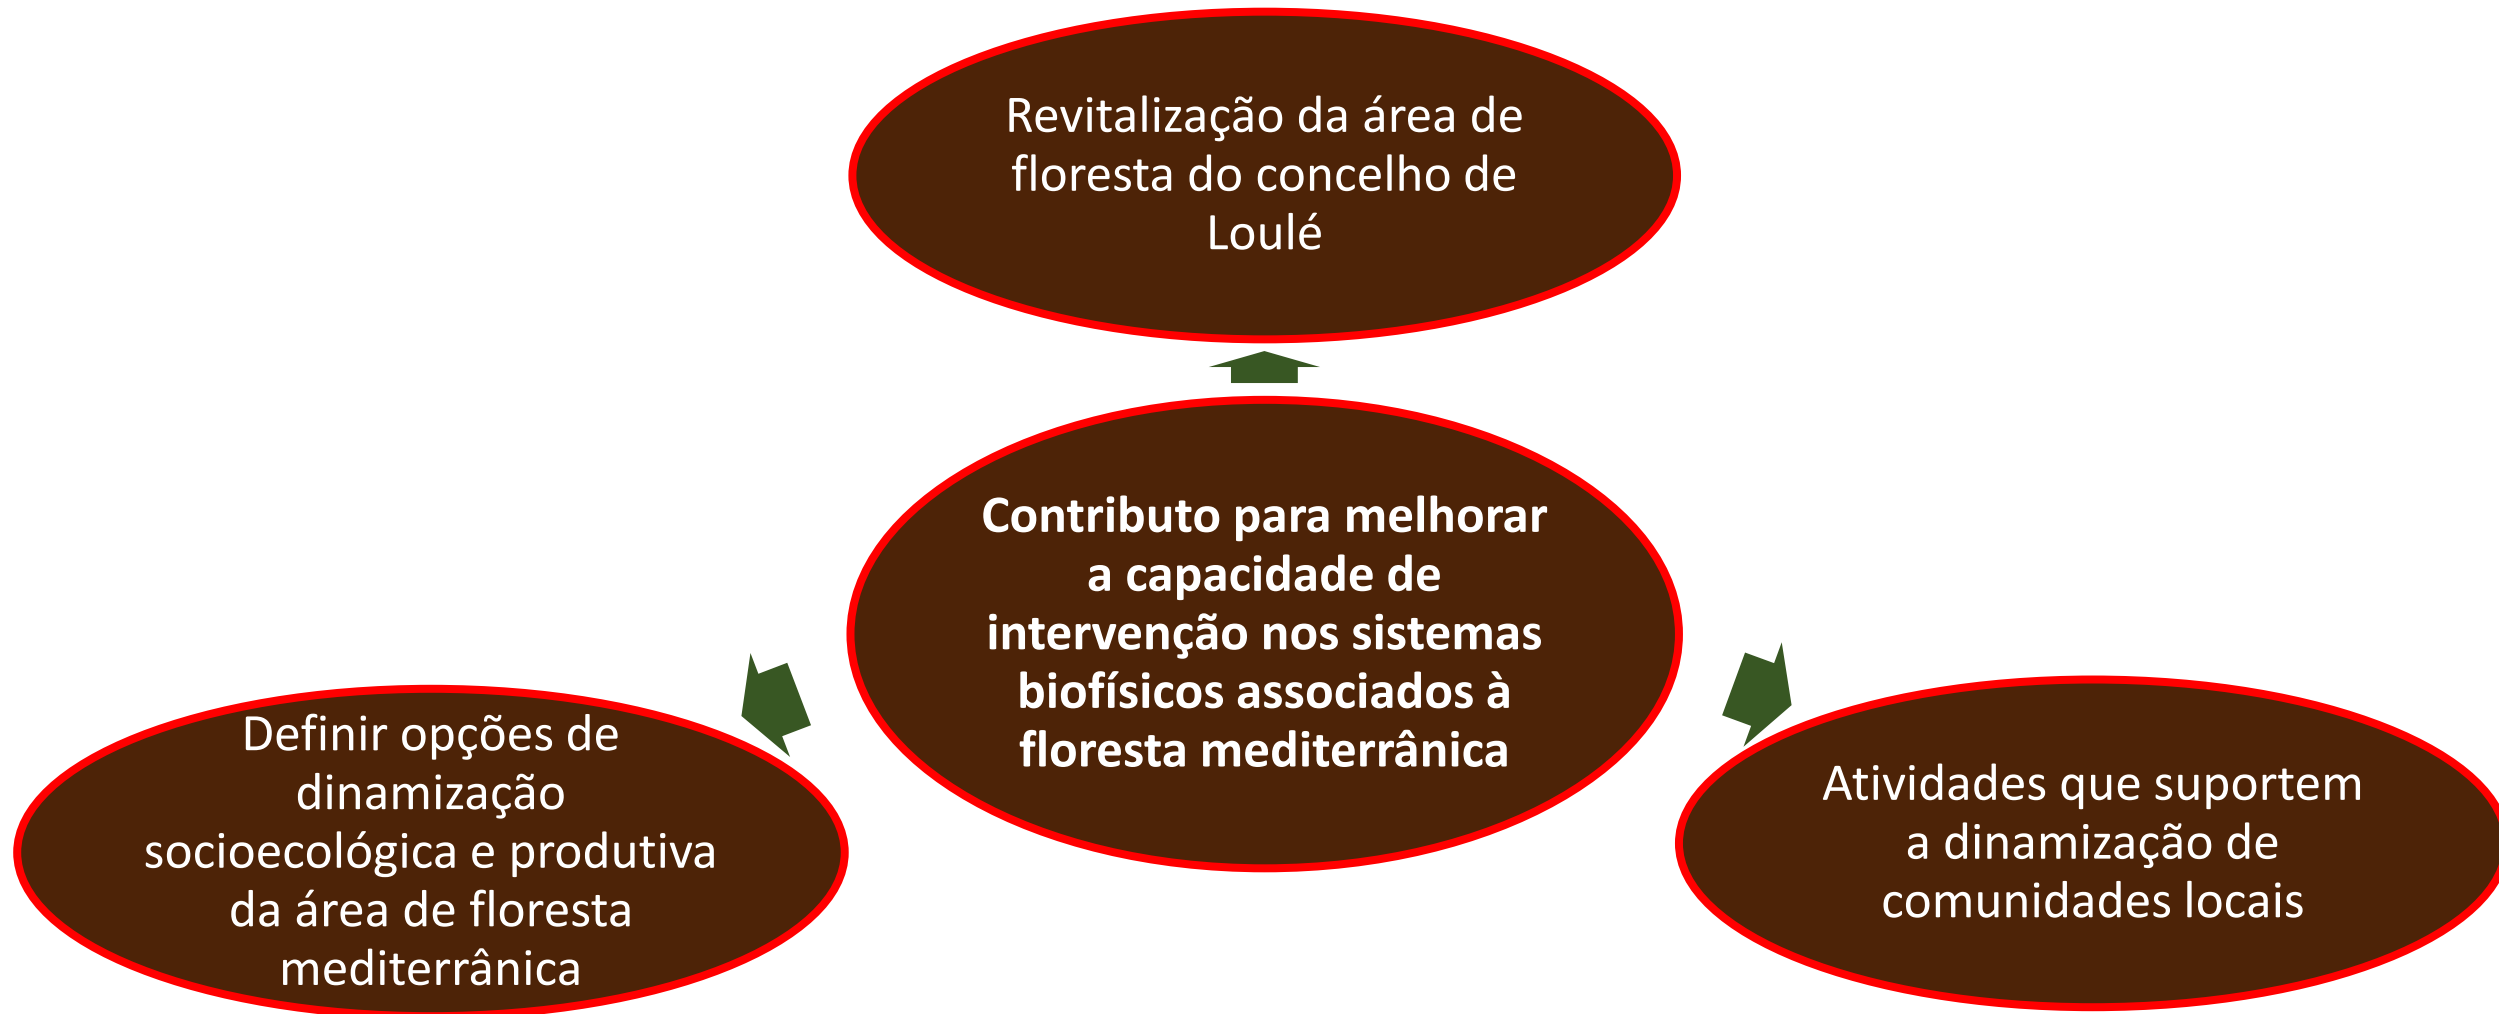 Revitalização da área de
floresta do concelho de
Loulé
Contributo para melhorar
a capacidade de
intervenção nos sistemas
biofísicos associados à
floresta mediterrânica
Definir opções de
dinamização
socioecológica e produtiva
da área de floresta
mediterrânica
Atividades que suportem
a dinamização de
comunidades locais